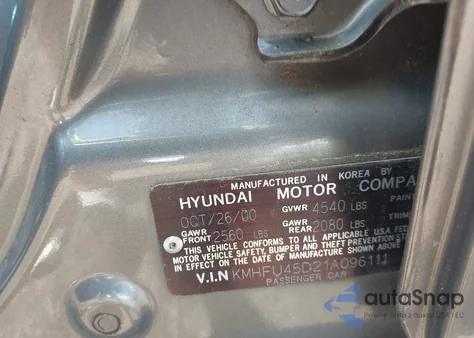 MANUFACTURED IN KOREA BY
HYUNDAI MOTOR COMPA
PAIN
OCT/26/00 GVWR 4540 LBS
GAWR FRONT 2560 LBS GAWR REAR 2080 LBS TRIM
THIS VEHICLE CONFORMS TO ALL APPLICABLE U.S.A. FED
MOTOR VEHICLE SAFETY, BUMPER AND THEFT PREVENTION ST
IN EFFECT ON THE DATE OF MANUFACTURE SHOWN ABOVE.
V.I.N KMHFU45D21A096111
PASSENGER CAR
autoSnap